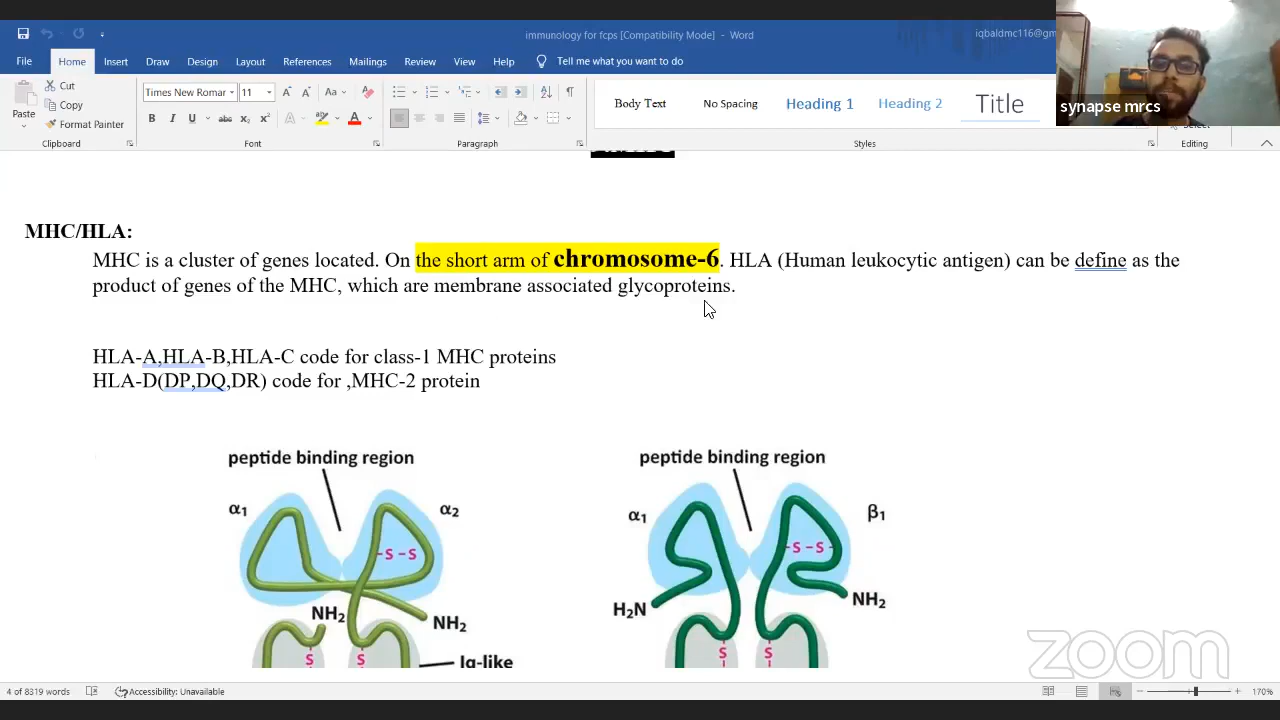 immunology for fcps [Compatibility Mode] - Word
iqbaldmc116@gm
File Home Insert Draw Design Layout References Mailings Review View Help Tell me what you want to do
Paste
Cut
Copy
Format Painter
Clipboard
Times New Roman 11
Font
Paragraph
Body Text No Spacing Heading 1 Heading 2 Title
Styles
Select
Editing
synapse mrcs
MHC/HLA:
MHC is a cluster of genes located. On the short arm of chromosome-6. HLA (Human leukocytic antigen) can be define as the
product of genes of the MHC, which are membrane associated glycoproteins.
HLA-A,HLA-B,HLA-C code for class-1 MHC proteins
HLA-D(DP,DQ,DR) code for ,MHC-2 protein
peptide binding region
α1 α2
-S-S
NH2
NH2
S S
Ig-like
peptide binding region
α1 β1
-S-S-
H2N
NH2
S S
zoom
4 of 8319 words Accessibility: Unavailable 170%